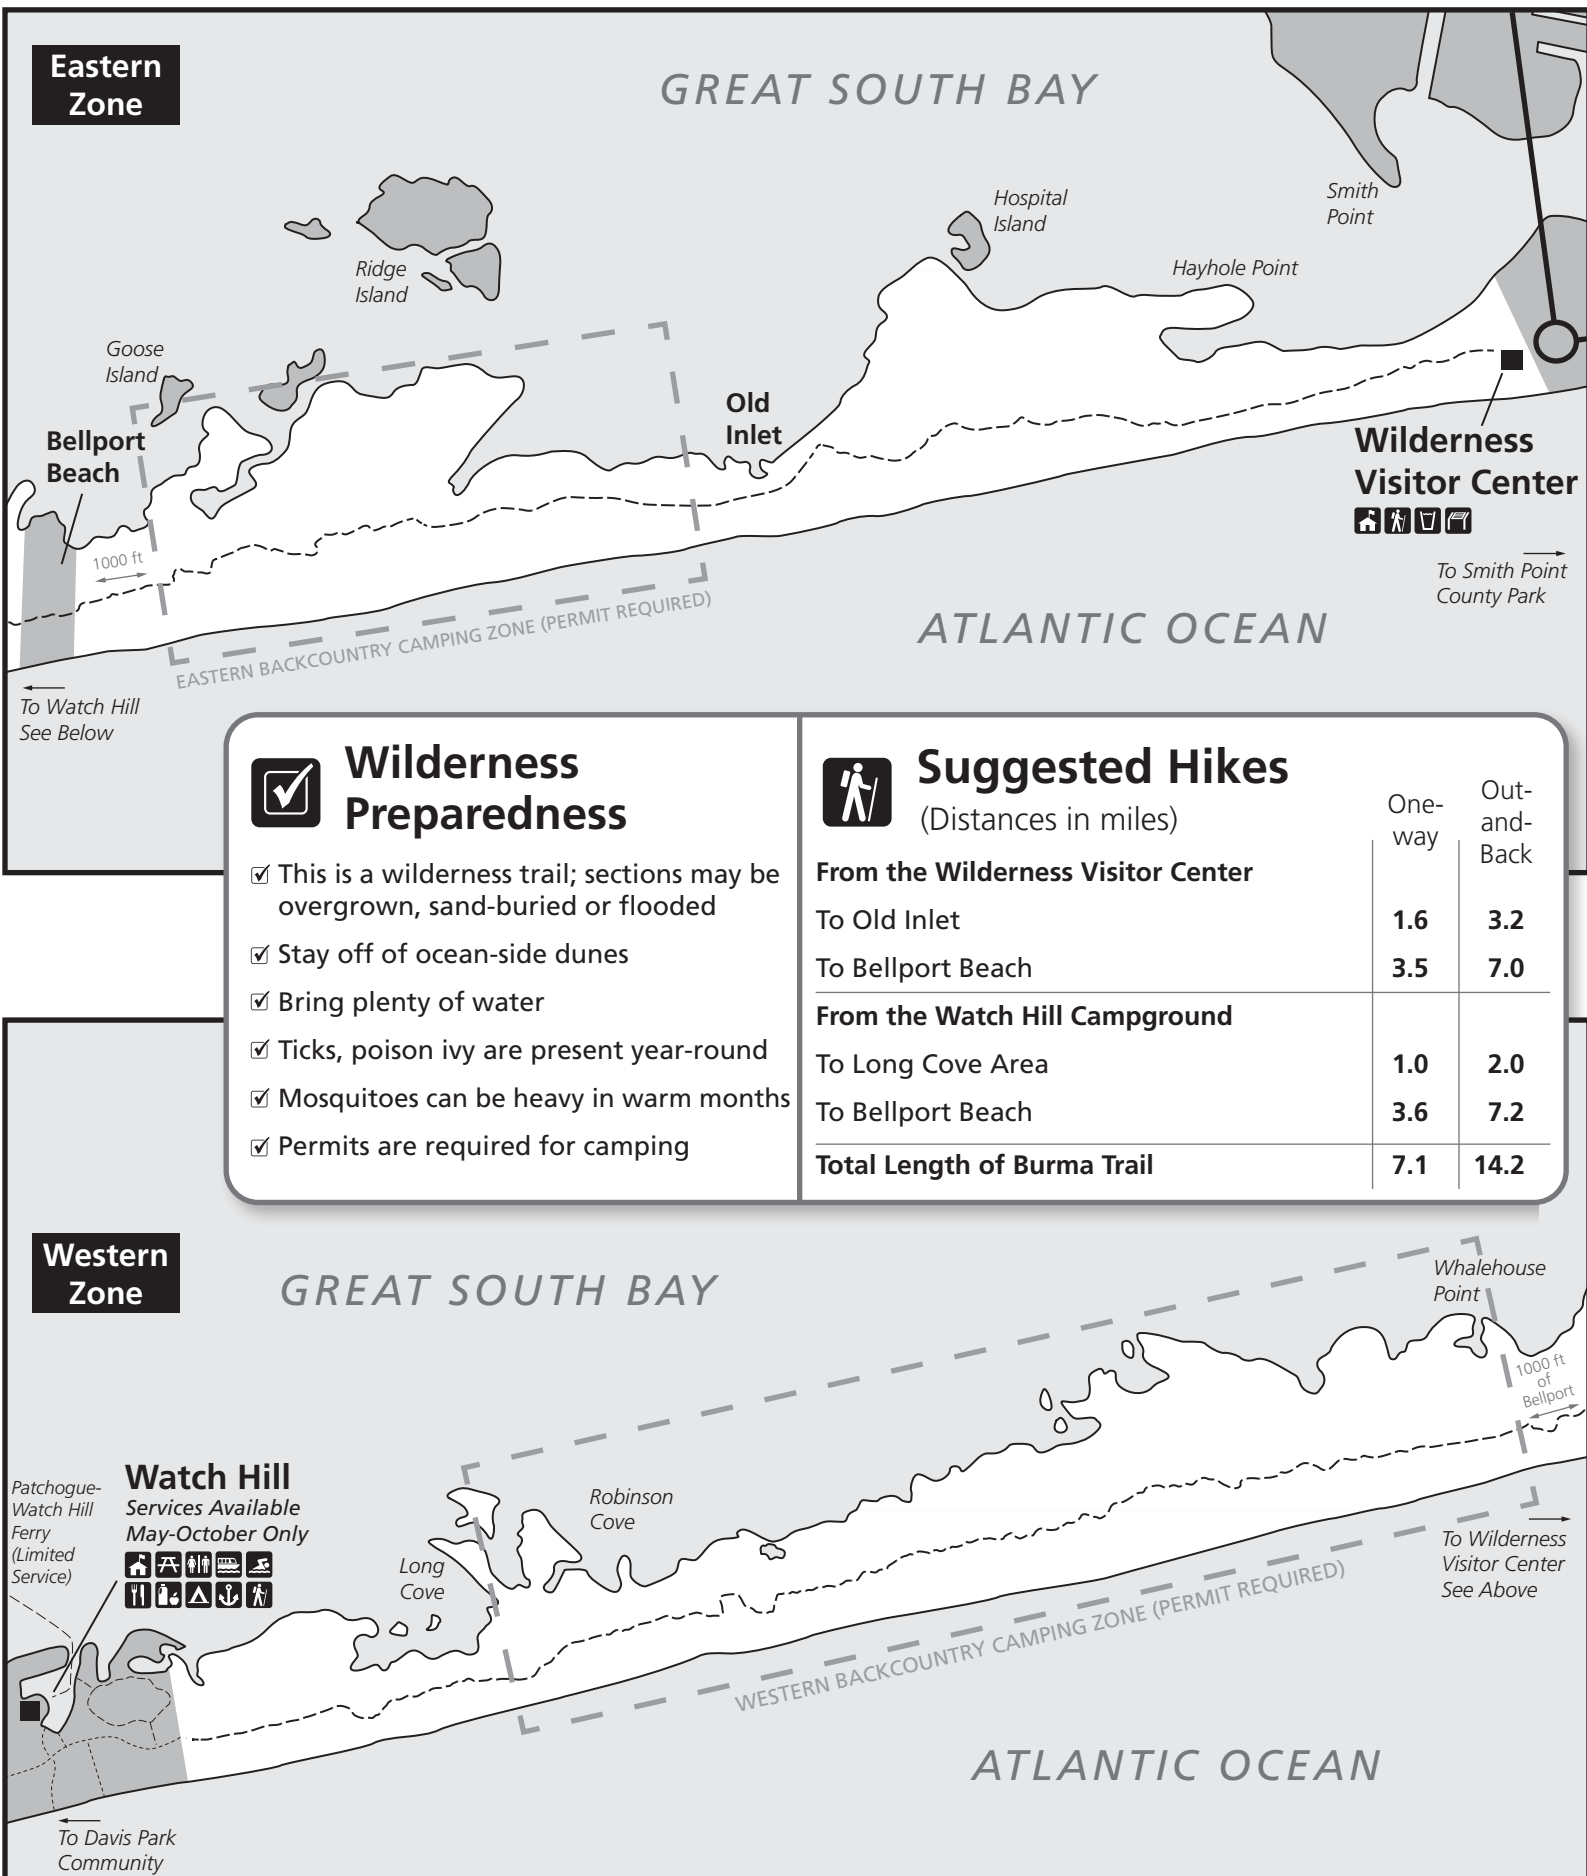 Eastern
Zone
GREAT SOUTH BAY
Smith
Point
Hospital
Island
Hayhole Point
Ridge
Island
Goose
Island
Old
Inlet
Bellport
Beach
1000 ft
Wilderness
Visitor Center
To Smith Point
County Park
ATLANTIC OCEAN
EASTERN BACKCOUNTRY CAMPING ZONE (PERMIT REQUIRED)
To Watch Hill
See Below
Wilderness
Preparedness
This is a wilderness trail; sections may be
overgrown, sand-buried or flooded
Stay off of ocean-side dunes
Bring plenty of water
Ticks, poison ivy are present year-round
Mosquitoes can be heavy in warm months
Permits are required for camping
Suggested Hikes
(Distances in miles)
One-
way
Out-
and-
Back
From the Wilderness Visitor Center
To Old Inlet 1.6 3.2
To Bellport Beach 3.5 7.0
From the Watch Hill Campground
To Long Cove Area 1.0 2.0
To Bellport Beach 3.6 7.2
Total Length of Burma Trail 7.1 14.2
Western
Zone
GREAT SOUTH BAY
Whalehouse
Point
1000 ft
of
Bellport
Patchogue-
Watch Hill
Ferry
(Limited
Service)
Watch Hill
Services Available
May-October Only
Robinson
Cove
Long
Cove
To Wilderness
Visitor Center
See Above
WESTERN BACKCOUNTRY CAMPING ZONE (PERMIT REQUIRED)
ATLANTIC OCEAN
To Davis Park
Community